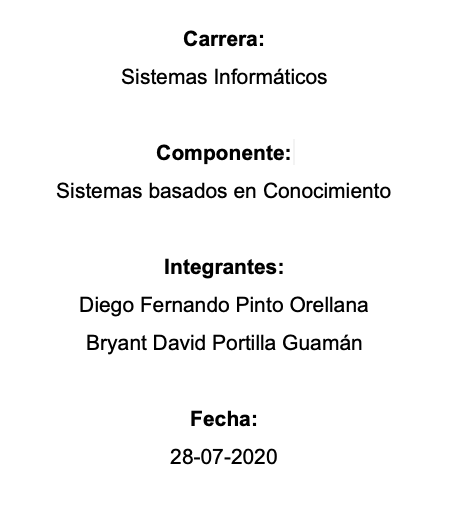 Carrera:
Sistemas Informáticos
Componente:
Sistemas basados en Conocimiento
Integrantes:
Diego Fernando Pinto Orellana
Bryant David Portilla Guamán
Fecha:
28-07-2020